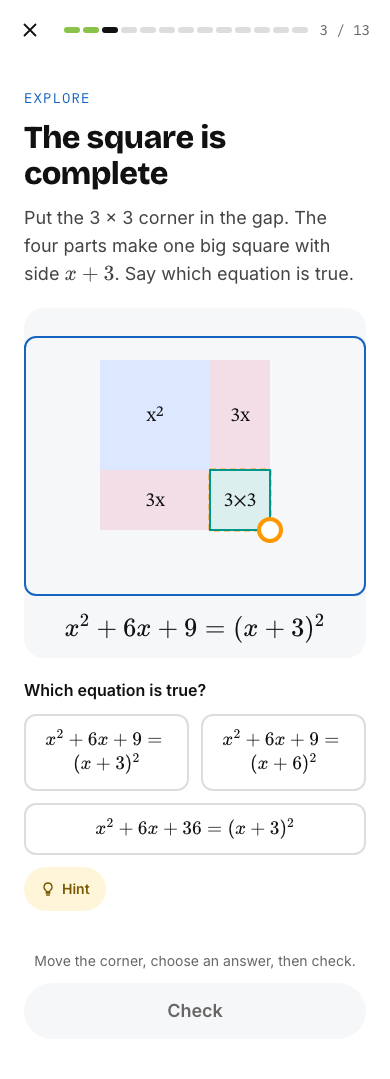 3 / 13
EXPLORE
The square is
complete
Put the 3 × 3 corner in the gap. The
four parts make one big square with
side x + 3. Say which equation is true.
x²
3x
3x
3×3
x² + 6x + 9 = (x + 3)²
Which equation is true?
x² + 6x + 9 =
(x + 3)²
x² + 6x + 9 =
(x + 6)²
x² + 6x + 36 = (x + 3)²
Hint
Move the corner, choose an answer, then check.
Check